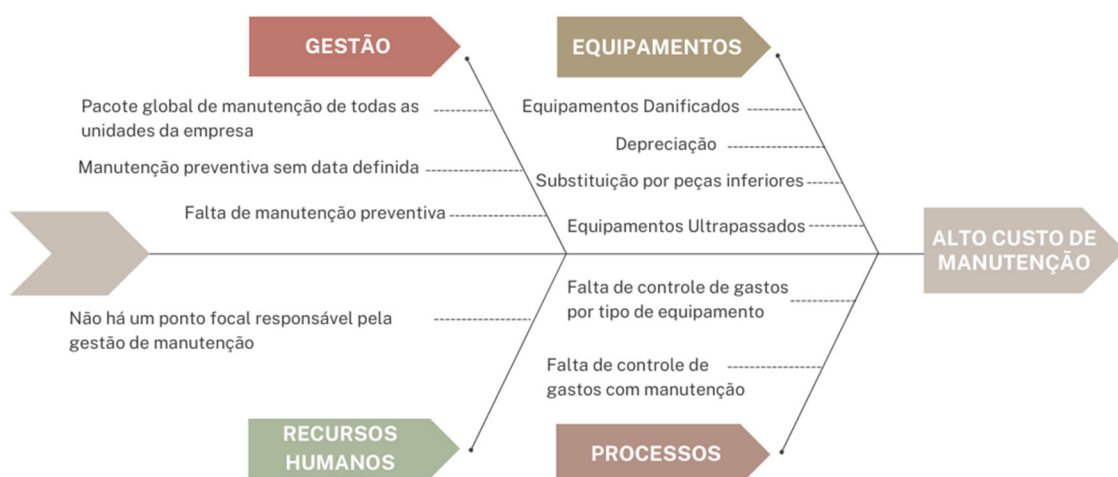 GESTÃO
EQUIPAMENTOS
Pacote global de manutenção de todas as
unidades da empresa
Manutenção preventiva sem data definida
Falta de manutenção preventiva
Equipamentos Danificados
Depreciação
Substituição por peças inferiores
Equipamentos Ultrapassados
ALTO CUSTO DE
MANUTENÇÃO
Não há um ponto focal responsável pela
gestão de manutenção
Falta de controle de gastos
por tipo de equipamento
Falta de controle de
gastos com manutenção
RECURSOS
HUMANOS
PROCESSOS